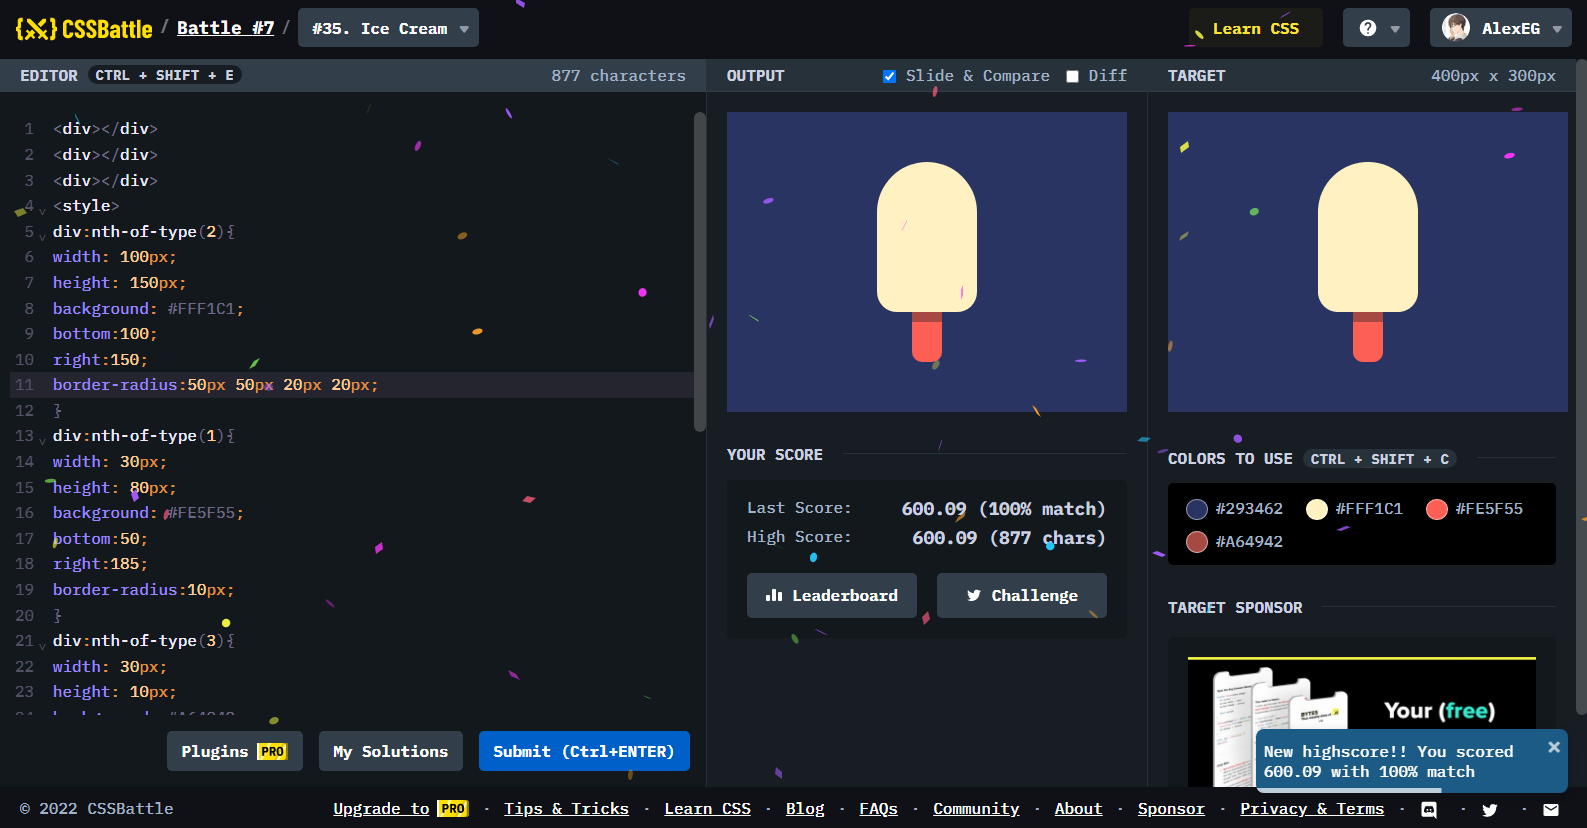 CSSBattle / Battle #7 / #35. Ice Cream
Learn CSS
AlexEG
EDITOR CTRL + SHIFT + E 877 characters
1 <div></div>
2 <div></div>
3 <div></div>
4 <style>
5 div:nth-of-type(2){
6 width: 100px;
7 height: 150px;
8 background: #FFF1C1;
9 bottom:100;
10 right:150;
11 border-radius:50px 50px 20px 20px;
12 }
13 div:nth-of-type(1){
14 width: 30px;
15 height: 80px;
16 background: #FE5F55;
17 bottom:50;
18 right:185;
19 border-radius:10px;
20 }
21 div:nth-of-type(3){
22 width: 30px;
23 height: 10px;
Plugins PRO
My Solutions
Submit (Ctrl+ENTER)
OUTPUT Slide & Compare Diff
YOUR SCORE
Last Score: 600.09 (100% match)
High Score: 600.09 (877 chars)
Leaderboard
Challenge
TARGET 400px x 300px
COLORS TO USE CTRL + SHIFT + C
#293462 #FFF1C1 #FE5F55
#A64942
TARGET SPONSOR
BYTES
Your (free)
New highscore!! You scored
600.09 with 100% match
© 2022 CSSBattle
Upgrade to PRO · Tips & Tricks · Learn CSS · Blog · FAQs · Community · About · Sponsor · Privacy & Terms · · ·